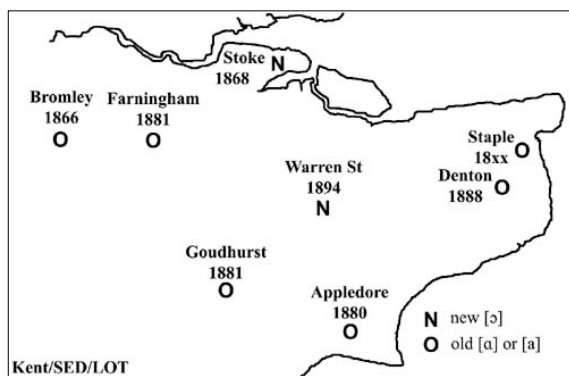 Stoke N
1868
Bromley Farningham
1866 1881
O O
Staple
18xx O
Denton O
1888
Warren St
1894
N
Goudhurst
1881
O
Appledore
1880
O
N new [ɔ]
O old [ɑ] or [a]
Kent/SED/LOT